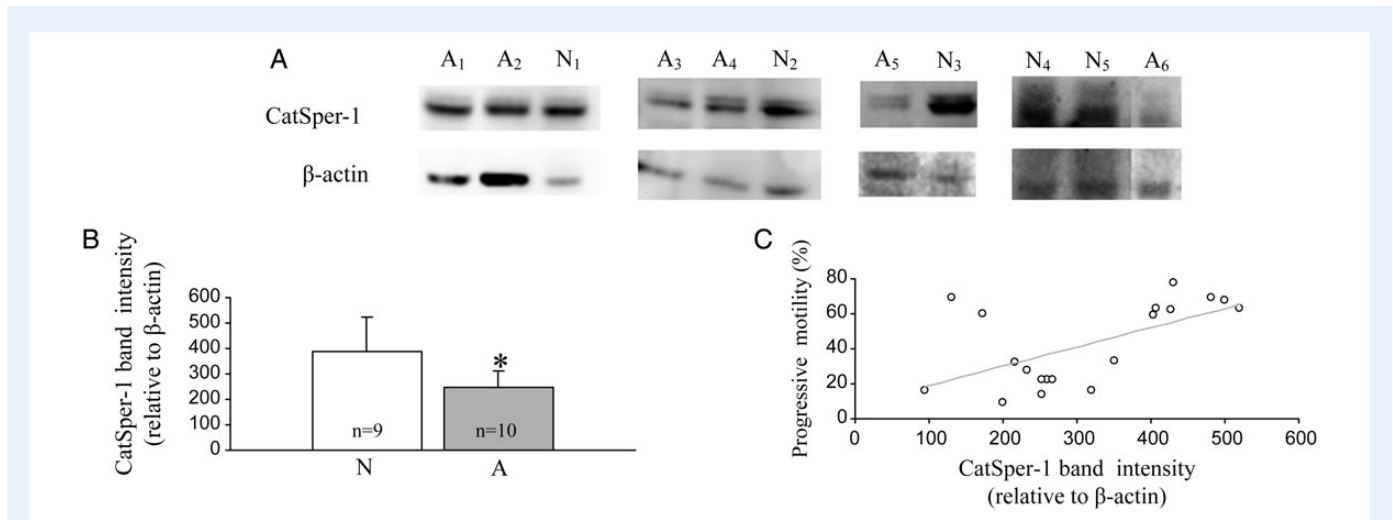 A
A₁ A₂ N₁ A₃ A₄ N₂ A₅ N₃ N₄ N₅ A₆
CatSper-1
β-actin
B
CatSper-1 band intensity
(relative to β-actin)
600
500
400
300
200
100
0
*
n=9 n=10
N A
C
Progressive motility (%)
80
60
40
20
0
0 100 200 300 400 500 600
CatSper-1 band intensity
(relative to β-actin)